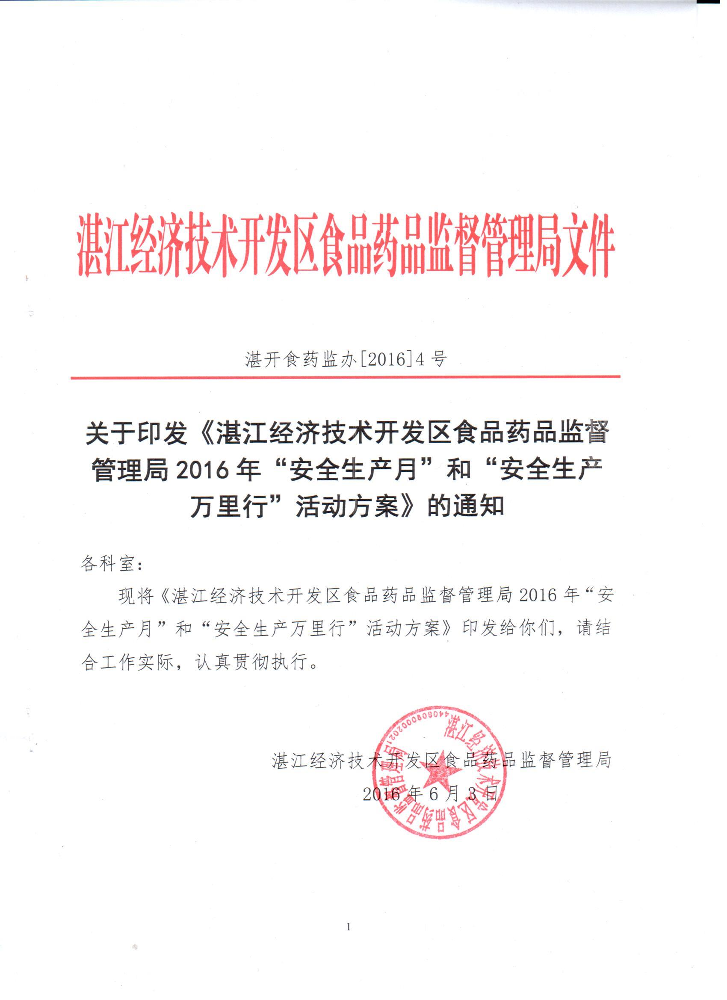 湛江经济技术开发区食品药品监督管理局文件
湛开食药监办[2016]4号
关于印发《湛江经济技术开发区食品药品监督
管理局2016年“安全生产月”和“安全生产
万里行”活动方案》的通知
各科室：
现将《湛江经济技术开发区食品药品监督管理局2016年“安
全生产月”和“安全生产万里行”活动方案》印发给你们，请结
合工作实际，认真贯彻执行。
湛江经济技术开发区食品药品监督管理局
2016年6月3日
湛江经济技术开发区食品药品监督管理局
4408080002021
1